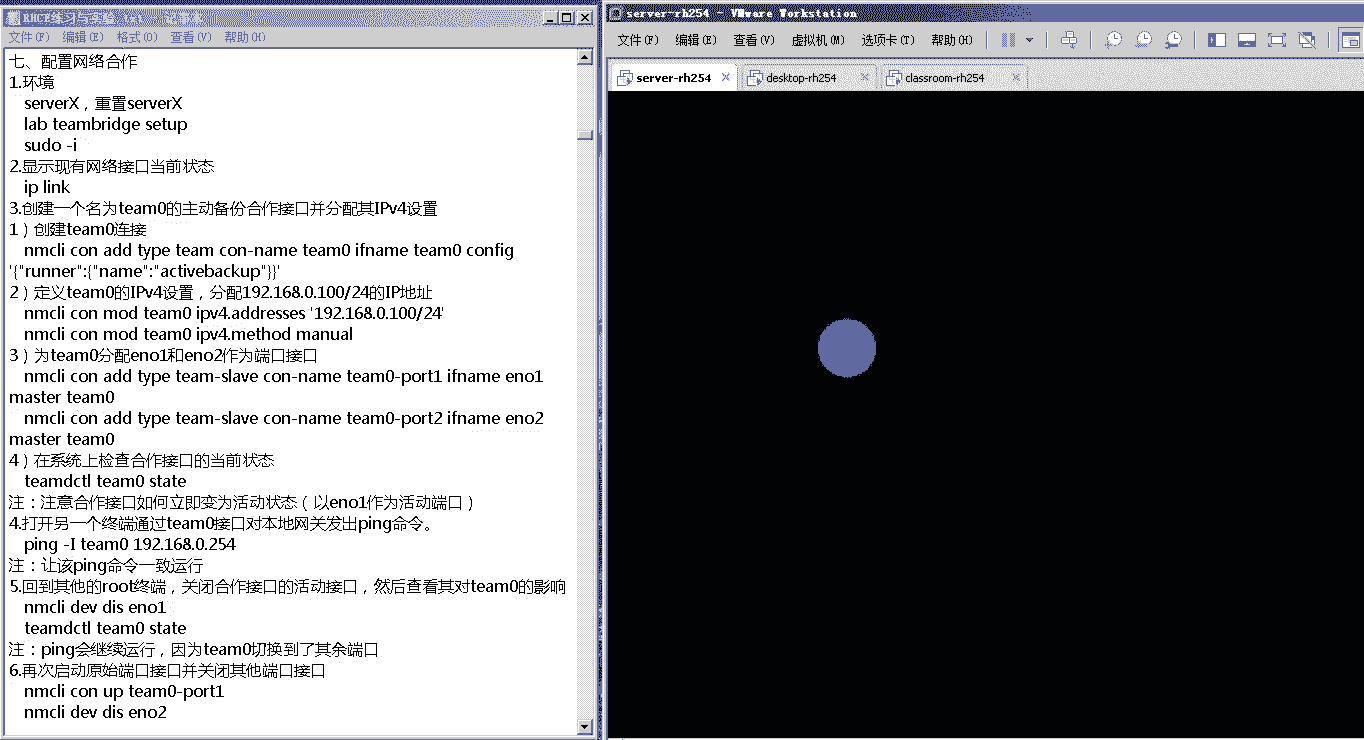 RHCE练习与实验.txt - 记事本
文件(F) 编辑(E) 格式(O) 查看(V) 帮助(H)
七、配置网络合作
1.环境
serverX，重置serverX
lab teambridge setup
sudo -i
2.显示现有网络接口当前状态
ip link
3.创建一个名为team0的主动备份合作接口并分配其IPv4设置
1）创建team0连接
nmcli con add type team con-name team0 ifname team0 config
'{"runner":{"name":"activebackup"}}'
2）定义team0的IPv4设置，分配192.168.0.100/24的IP地址
nmcli con mod team0 ipv4.addresses '192.168.0.100/24'
nmcli con mod team0 ipv4.method manual
3）为team0分配eno1和eno2作为端口接口
nmcli con add type team-slave con-name team0-port1 ifname eno1
master team0
nmcli con add type team-slave con-name team0-port2 ifname eno2
master team0
4）在系统上检查合作接口的当前状态
teamdctl team0 state
注：注意合作接口如何立即变为活动状态（以eno1作为活动端口）
4.打开另一个终端通过team0接口对本地网关发出ping命令。
ping -I team0 192.168.0.254
注：让该ping命令一致运行
5.回到其他的root终端，关闭合作接口的活动接口，然后查看其对team0的影响
nmcli dev dis eno1
teamdctl team0 state
注：ping会继续运行，因为team0切换到了其余端口
6.再次启动原始端口接口并关闭其他端口接口
nmcli con up team0-port1
nmcli dev dis eno2
server-rh254 - VMware Workstation
文件(F) 编辑(E) 查看(V) 虚拟机(M) 选项卡(T) 帮助(H)
server-rh254 desktop-rh254 classroom-rh254